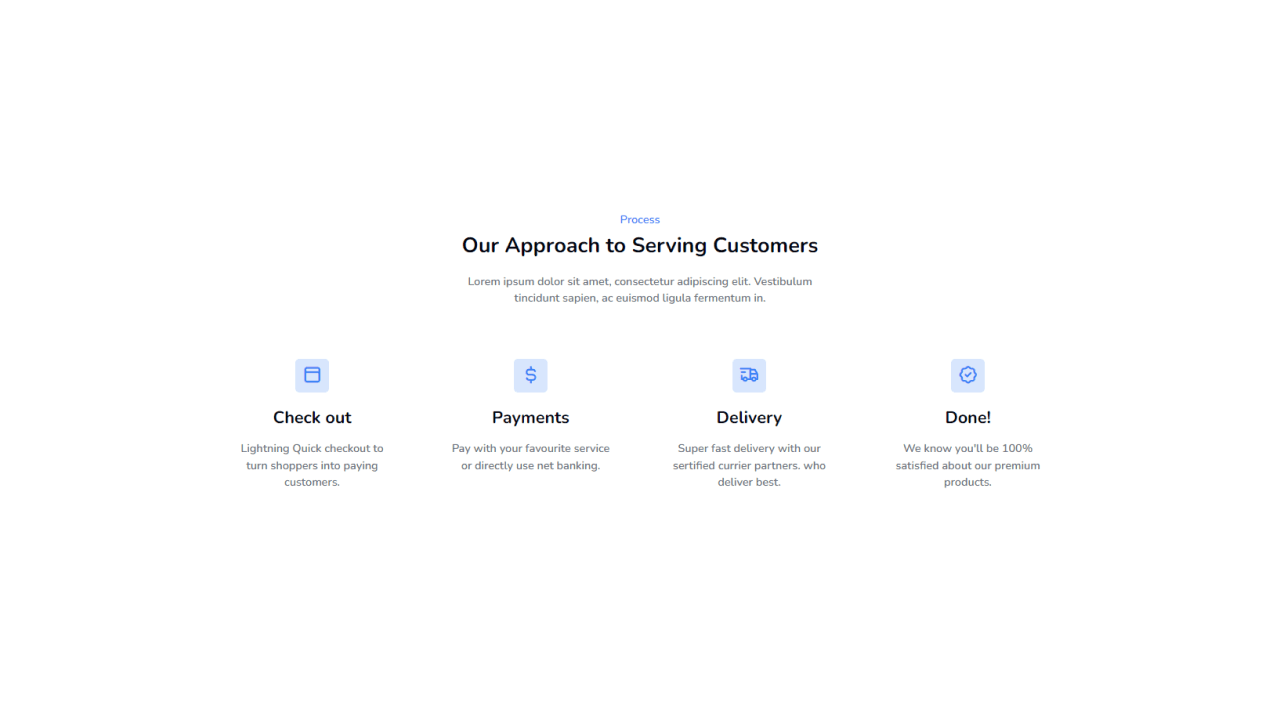 Process
Our Approach to Serving Customers
Lorem ipsum dolor sit amet, consectetur adipiscing elit. Vestibulum
tincidunt sapien, ac euismod ligula fermentum in.
Check out
Lightning Quick checkout to
turn shoppers into paying
customers.
Payments
Pay with your favourite service
or directly use net banking.
Delivery
Super fast delivery with our
sertified currier partners. who
deliver best.
Done!
We know you'll be 100%
satisfied about our premium
products.